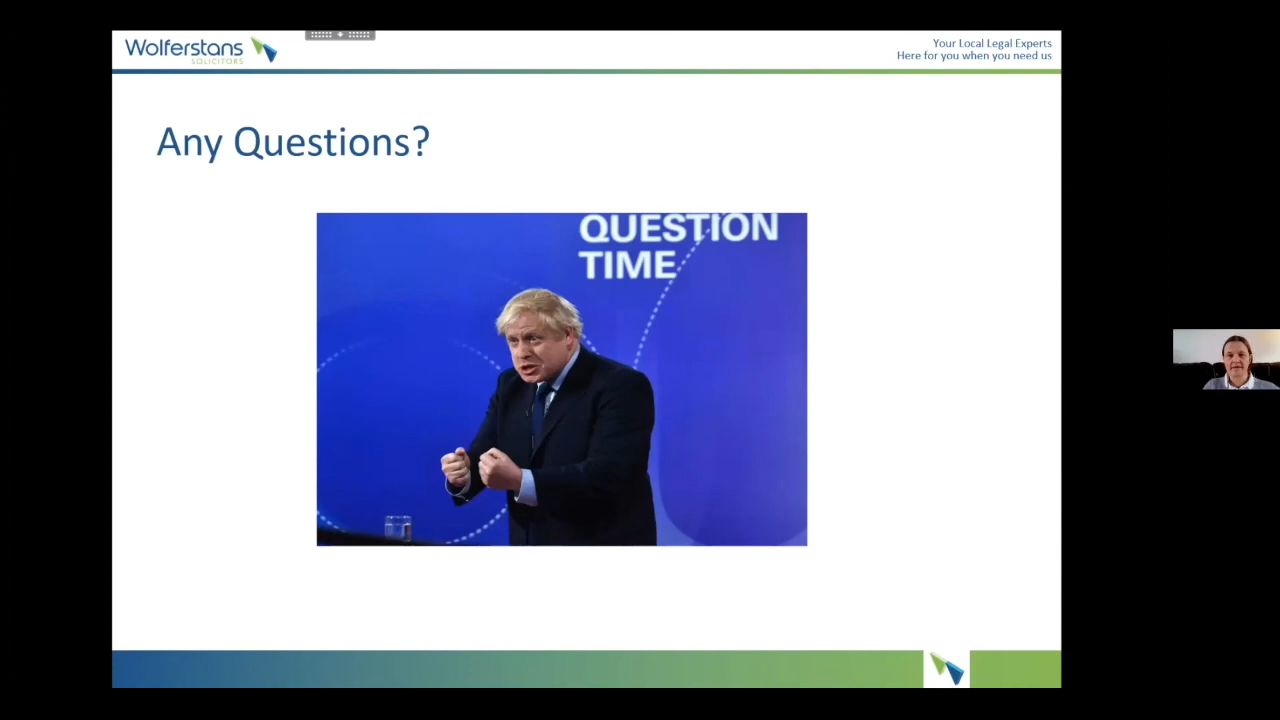 Wolferstans
SOLICITORS
Your Local Legal Experts
Here for you when you need us
Any Questions?
QUESTION
TIME